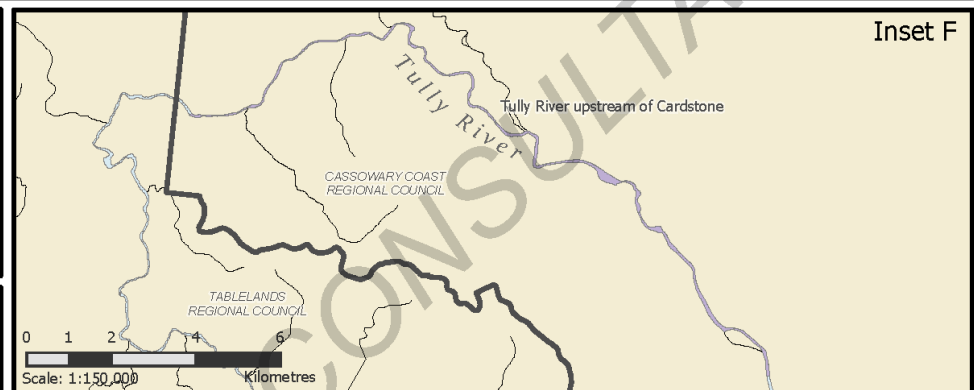 Inset F
Tully River
Tully River upstream of Cardstone
CASSOWARY COAST
REGIONAL COUNCIL
TABLELANDS
REGIONAL COUNCIL
0 1 2 4 6
Scale: 1:150,000 Kilometres
CONSULTA